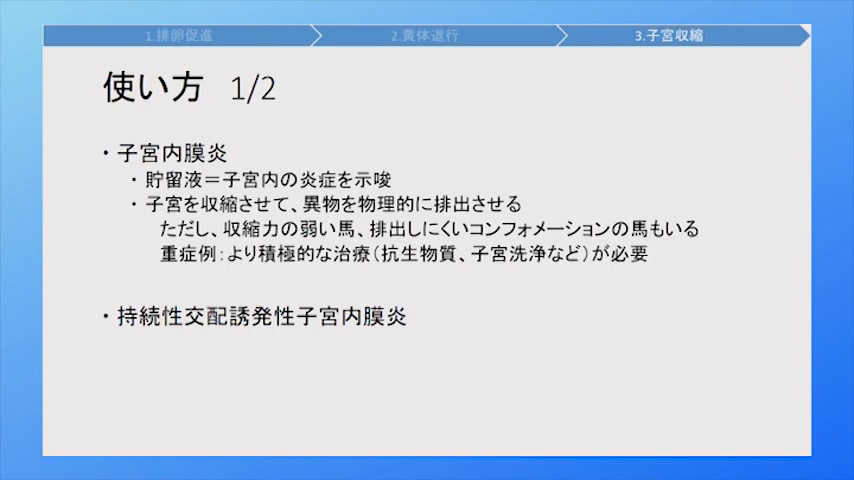 1.排卵促進
2.黄体退行
3.子宮収縮
使い方 1/2
・子宮内膜炎
・貯留液＝子宮内の炎症を示唆
・子宮を収縮させて、異物を物理的に排出させる
ただし、収縮力の弱い馬、排出しにくいコンフォメーションの馬もいる
重症例：より積極的な治療（抗生物質、子宮洗浄など）が必要
・持続性交配誘発性子宮内膜炎